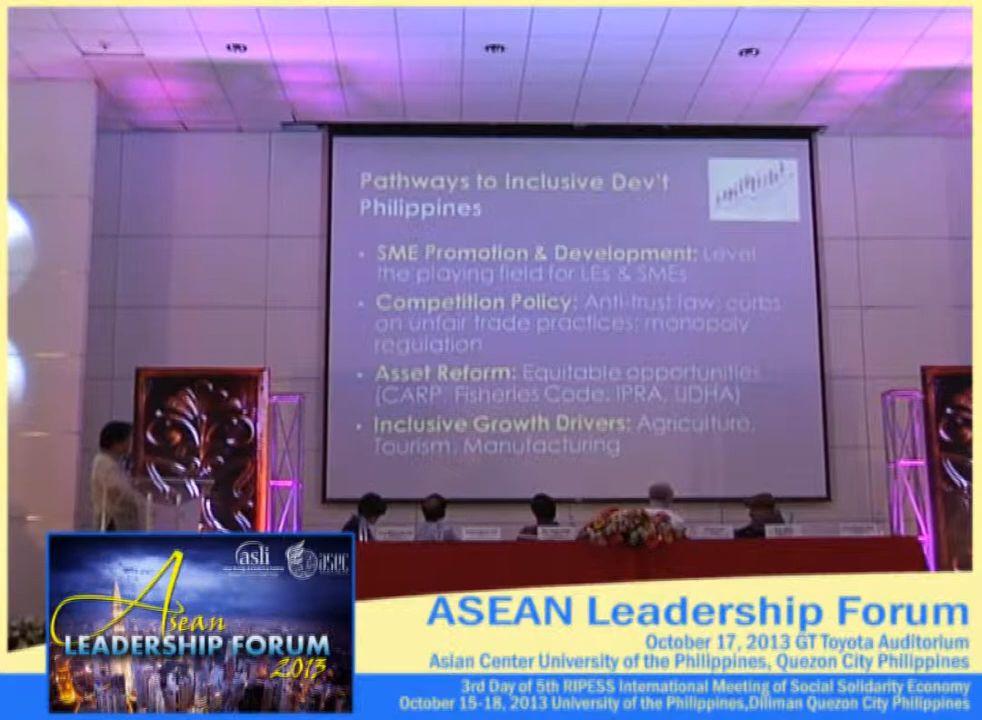 Pathways to Inclusive Dev't
Philippines
• SME Promotion & Development: Level
the playing field for LEs & SMEs
• Competition Policy: Anti-trust law; curbs
on unfair trade practices; monopoly
regulation
• Asset Reform: Equitable opportunities
(CARP, Fisheries Code, IPRA, UDHA)
• Inclusive Growth Drivers: Agriculture,
Tourism, Manufacturing
asli
asec
Asean
LEADERSHIP FORUM
2013
ASEAN Leadership Forum
October 17, 2013 GT Toyota Auditorium
Asian Center University of the Philippines, Quezon City Philippines
3rd Day of 5th RIPESS International Meeting of Social Solidarity Economy
October 15-18, 2013 University of the Philippines,Diliman Quezon City Philippines